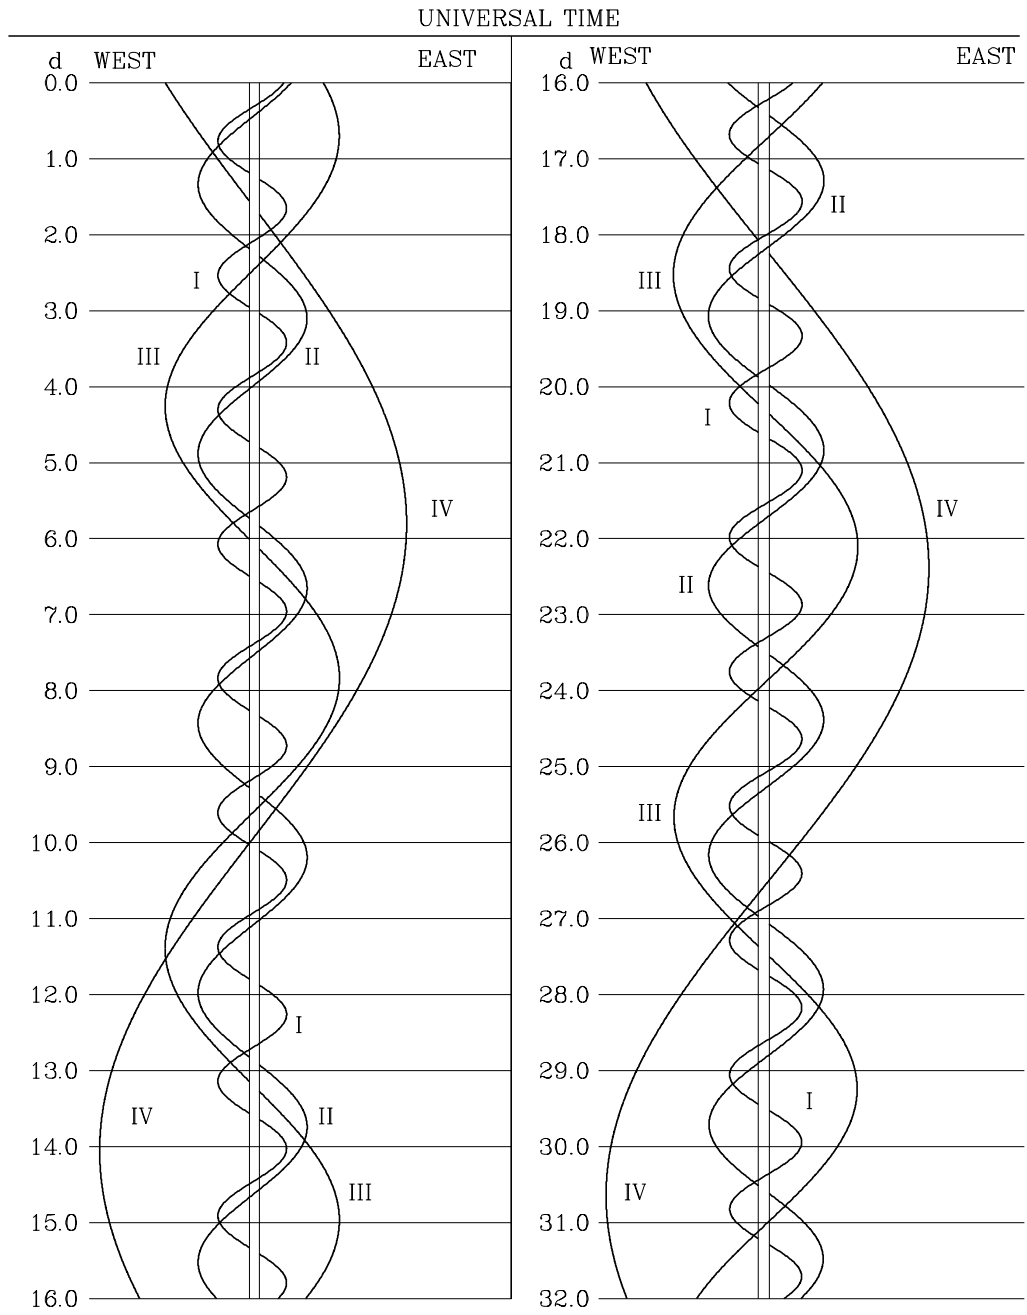 UNIVERSAL TIME
d WEST EAST
0.0
1.0
2.0
I
3.0
III II
4.0
5.0
IV
6.0
7.0
8.0
9.0
10.0
11.0
12.0
I
13.0
IV II
14.0
III
15.0
16.0
d WEST EAST
16.0
17.0
II
18.0
III
19.0
20.0
I
21.0
IV
22.0
II
23.0
24.0
25.0
III
26.0
27.0
28.0
29.0
I
30.0
IV
31.0
32.0